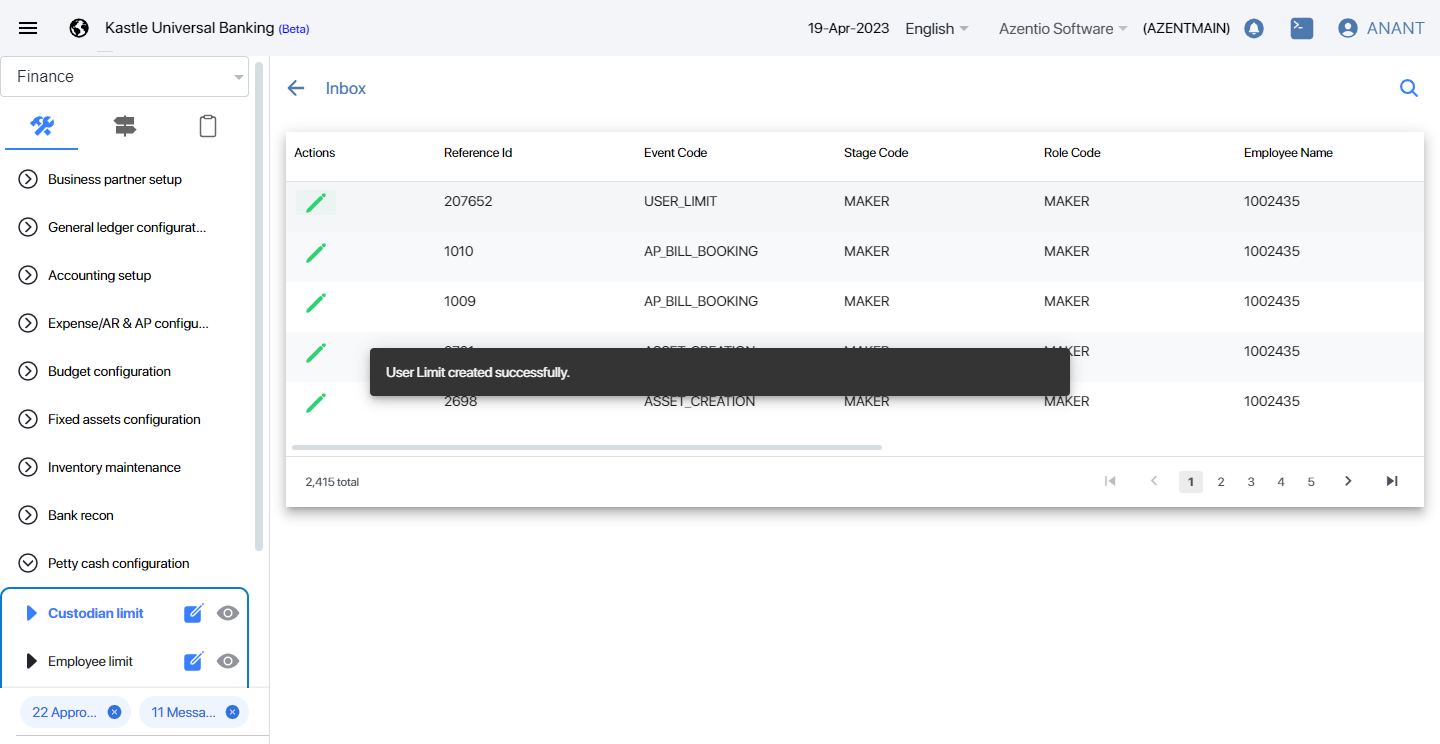 Kastle Universal Banking (Beta)
19-Apr-2023 English Azentio Software (AZENTMAIN) ANANT
Finance
Business partner setup
General ledger configurat...
Accounting setup
Expense/AR & AP configu...
Budget configuration
Fixed assets configuration
Inventory maintenance
Bank recon
Petty cash configuration
Custodian limit
Employee limit
22 Appro... 11 Messa...
Inbox
Actions Reference Id Event Code Stage Code Role Code Employee Name
207652 USER_LIMIT MAKER MAKER 1002435
1010 AP_BILL_BOOKING MAKER MAKER 1002435
1009 AP_BILL_BOOKING MAKER MAKER 1002435
ASSET_CREATION MAKER MAKER 1002435
User Limit created successfully.
2698 ASSET_CREATION MAKER MAKER 1002435
2,415 total
1 2 3 4 5